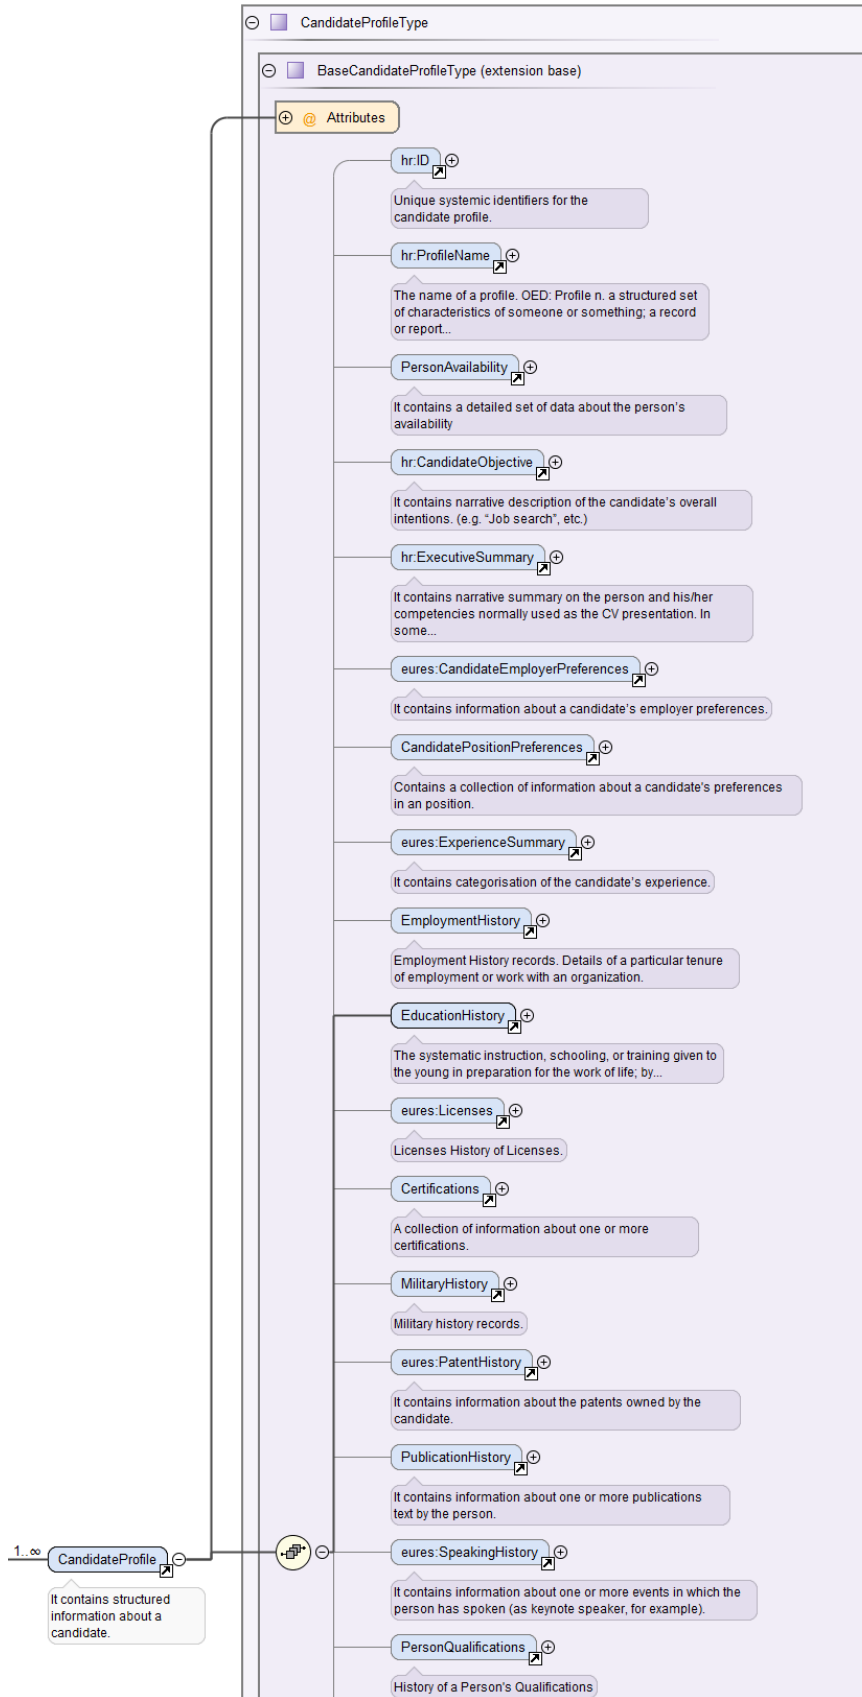 CandidateProfileType
BaseCandidateProfileType (extension base)
@ Attributes
hr:ID
Unique systemic identifiers for the
candidate profile.
hr:ProfileName
The name of a profile. OED: Profile n. a structured set
of characteristics of someone or something; a record
or report...
PersonAvailability
It contains a detailed set of data about the person's
availability
hr:CandidateObjective
It contains narrative description of the candidate's overall
intentions. (e.g. “Job search”, etc.)
hr:ExecutiveSummary
It contains narrative summary on the person and his/her
competencies normally used as the CV presentation. In
some...
eures:CandidateEmployerPreferences
It contains information about a candidate's employer preferences.
CandidatePositionPreferences
Contains a collection of information about a candidate's preferences
in an position.
eures:ExperienceSummary
It contains categorisation of the candidate's experience.
EmploymentHistory
Employment History records. Details of a particular tenure
of employment or work with an organization.
EducationHistory
The systematic instruction, schooling, or training given to
the young in preparation for the work of life; by...
eures:Licenses
Licenses History of Licenses.
Certifications
A collection of information about one or more
certifications.
MilitaryHistory
Military history records.
eures:PatentHistory
It contains information about the patents owned by the
candidate.
PublicationHistory
It contains information about one or more publications
text by the person.
1..∞
CandidateProfile
It contains structured
information about a
candidate.
eures:SpeakingHistory
It contains information about one or more events in which the
person has spoken (as keynote speaker, for example).
PersonQualifications
History of a Person's Qualifications